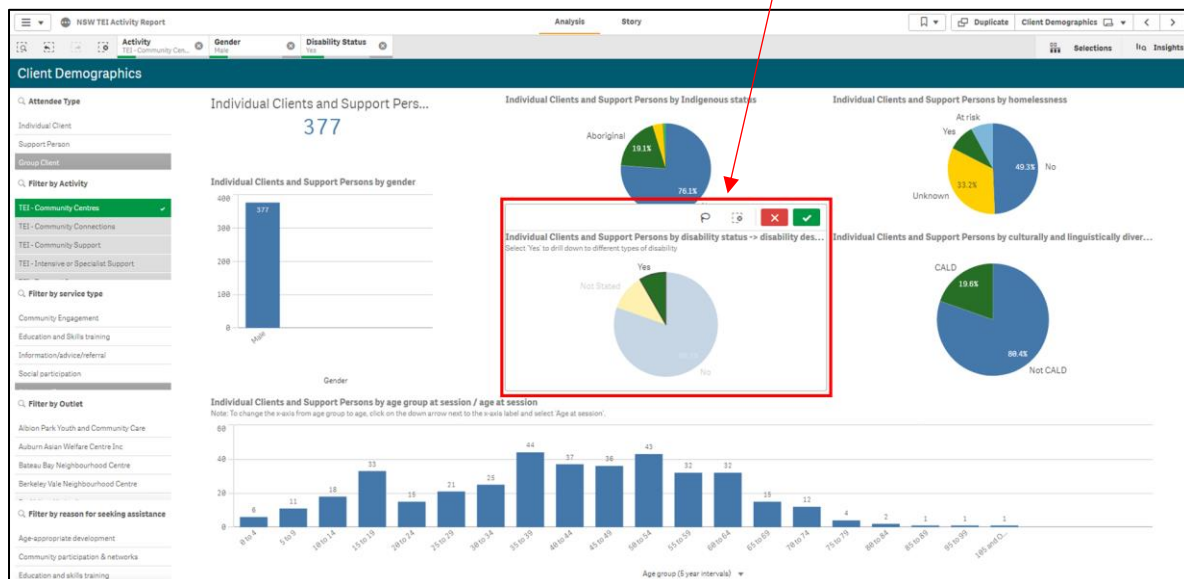 NSW TEI Activity Report
Analysis
Story
Duplicate
Client Demographics
Activity
TEI - Community Cen...
Gender
Male
Disability Status
Yes
Selections
Insights
Client Demographics
Attendee Type
Individual Client
Support Person
Group Client
Filter by Activity
TEI - Community Centres
TEI - Community Connections
TEI - Community Support
TEI - Intensive or Specialist Support
Filter by service type
Community Engagement
Education and Skills training
Information/advice/referral
Social participation
Filter by Outlet
Albion Park Youth and Community Care
Auburn Asian Welfare Centre Inc
Bateau Bay Neighbourhood Centre
Berkeley Vale Neighbourhood Centre
Filter by reason for seeking assistance
Age-appropriate development
Community participation & networks
Education and skills training
Individual Clients and Support Pers...
377
Individual Clients and Support Persons by gender
400
300
200
100
0
377
Male
Gender
Individual Clients and Support Persons by Indigenous status
Aboriginal
19.1%
76.1%
Individual Clients and Support Persons by homelessness
At risk
Yes
Unknown
33.2%
49.3%
No
Individual Clients and Support Persons by disability status -> disability des...
Select 'Yes' to drill down to different types of disability
Yes
Not Stated
No
Individual Clients and Support Persons by culturally and linguistically diver...
CALD
19.6%
80.4%
Not CALD
Individual Clients and Support Persons by age group at session / age at session
Note: To change the x-axis from age group to age, click on the down arrow next to the x-axis label and select 'Age at session'.
60
40
20
0
6
11
18
33
15
21
25
44
37
36
43
32
32
15
12
4
2
1
1
1
0 to 4
5 to 9
10 to 14
15 to 19
20 to 24
25 to 29
30 to 34
35 to 39
40 to 44
45 to 49
50 to 54
55 to 59
60 to 64
65 to 69
70 to 74
75 to 79
80 to 84
85 to 89
95 to 99
105 and O...
Age group (5 year intervals)